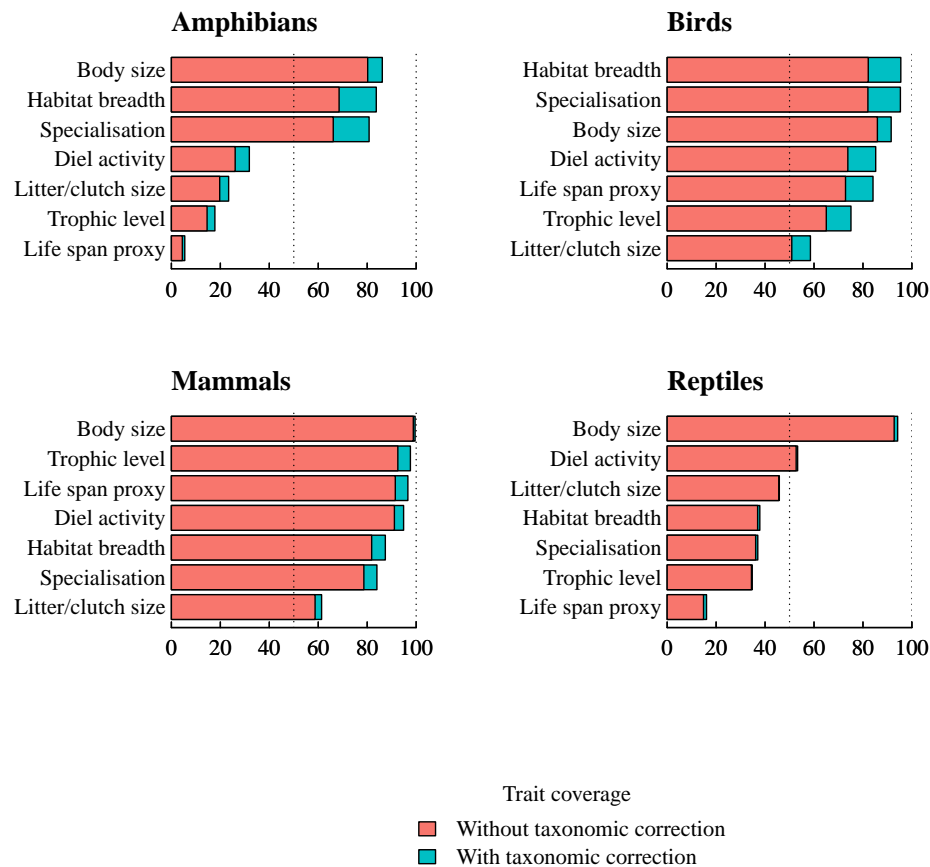 Amphibians
Body size
Habitat breadth
Specialisation
Diel activity
Litter/clutch size
Trophic level
Life span proxy
0 20 40 60 80 100
Birds
Habitat breadth
Specialisation
Body size
Diel activity
Life span proxy
Trophic level
Litter/clutch size
0 20 40 60 80 100
Mammals
Body size
Trophic level
Life span proxy
Diel activity
Habitat breadth
Specialisation
Litter/clutch size
0 20 40 60 80 100
Reptiles
Body size
Diel activity
Litter/clutch size
Habitat breadth
Specialisation
Trophic level
Life span proxy
0 20 40 60 80 100
Trait coverage
Without taxonomic correction
With taxonomic correction